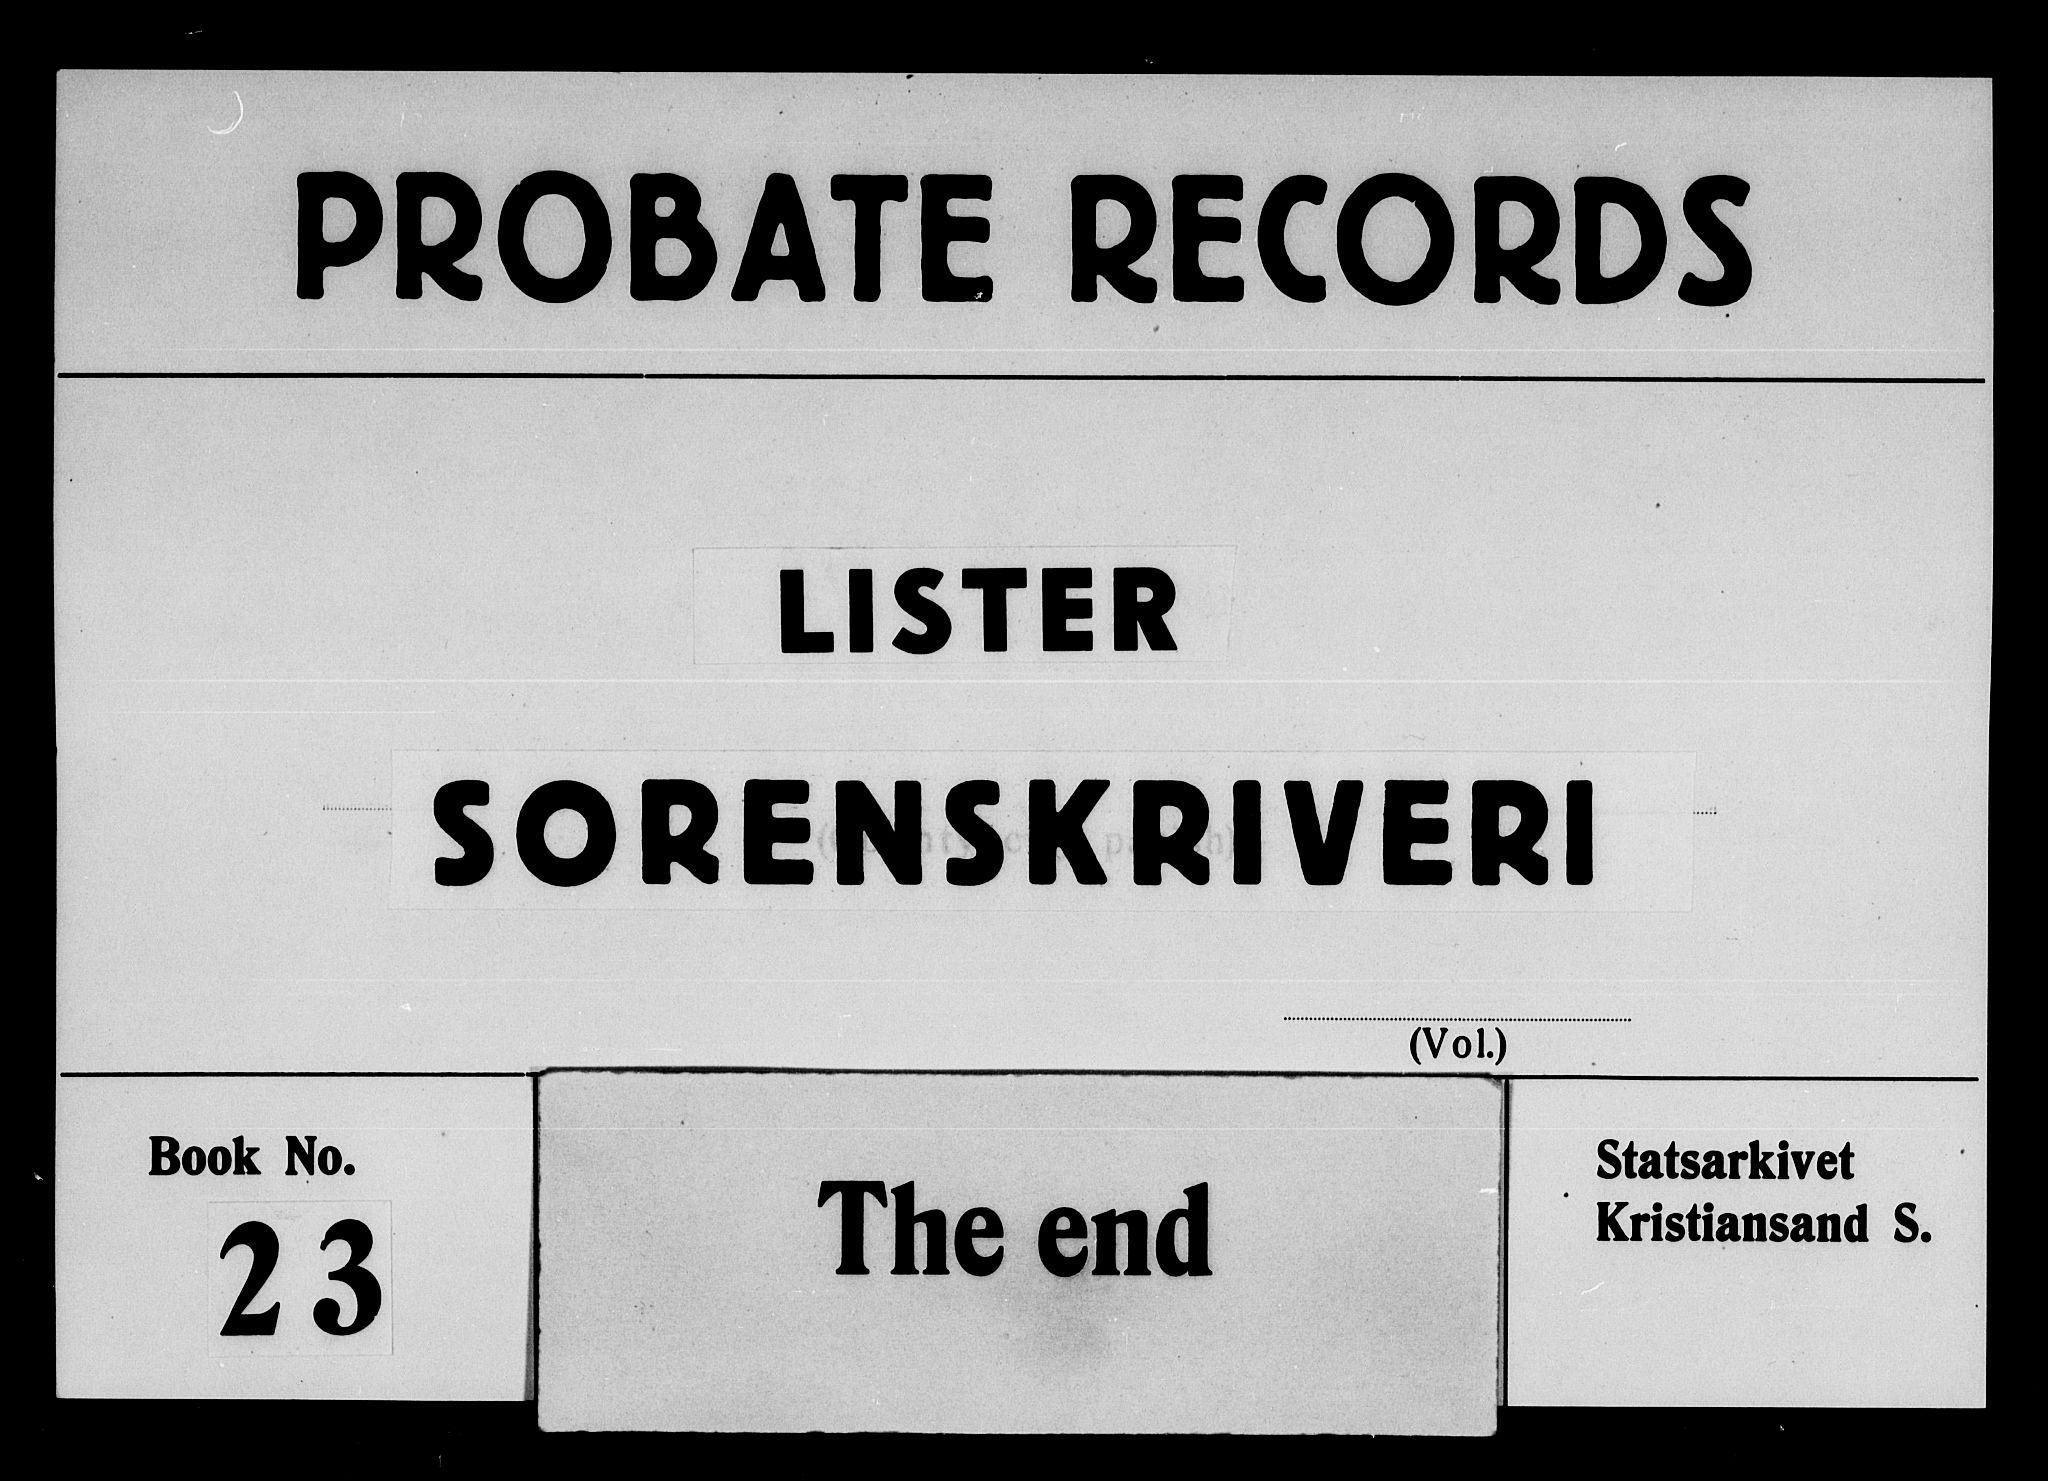 PROBATE RECORDS
LISTER
SORENSKRIVERI
(Vol.)
Book No.
23
The end
Statsarkivet
Kristiansand S.